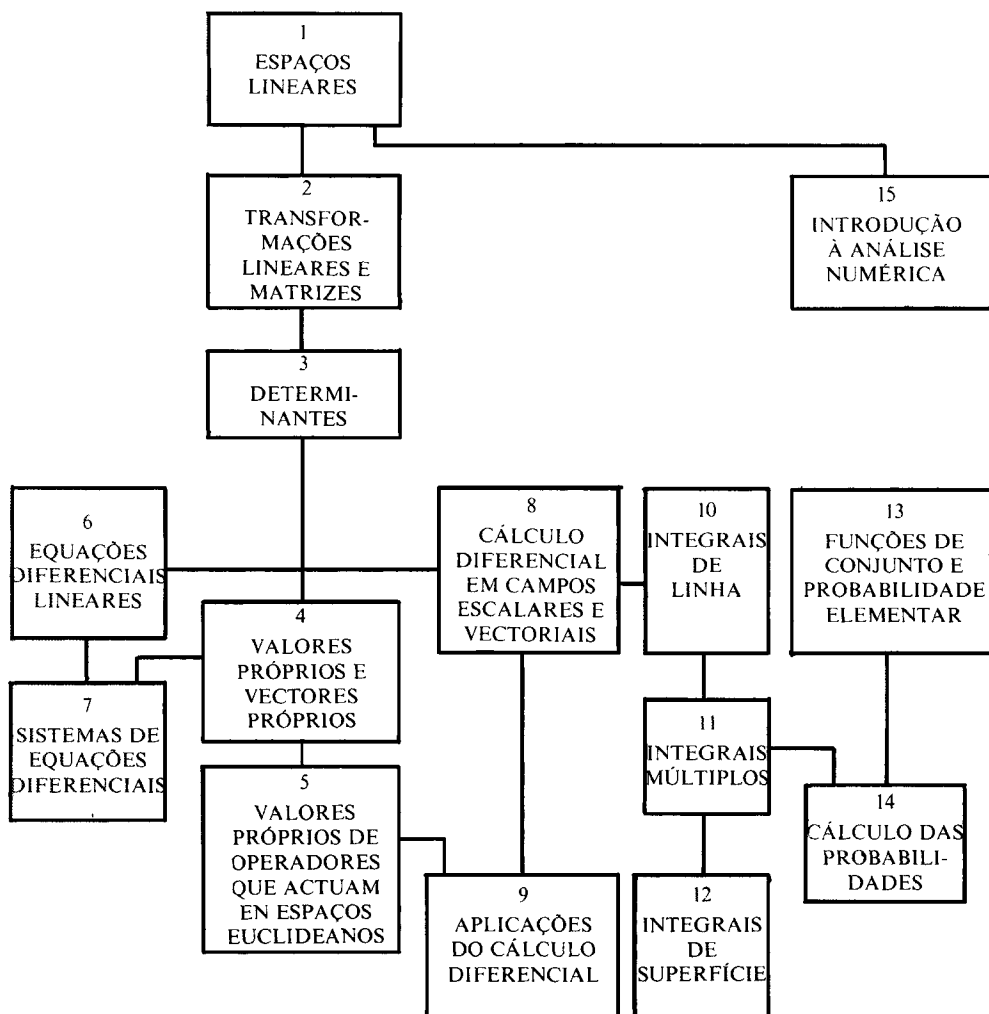 1
ESPAÇOS
LINEARES
2
TRANSFOR-
MAÇÕES
LINEARES E
MATRIZES
15
INTRODUÇÃO
À ANÁLISE
NUMÉRICA
3
DETERMI-
NANTES
6
EQUAÇÕES
DIFERENCIAIS
LINEARES
8
CÁLCULO
DIFERENCIAL
EM CAMPOS
ESCALARES E
VECTORIAIS
10
INTEGRAIS
DE
LINHA
13
FUNÇÕES DE
CONJUNTO E
PROBABILIDADE
ELEMENTAR
4
VALORES
PRÓPRIOS E
VECTORES
PRÓPRIOS
7
SISTEMAS DE
EQUAÇÕES
DIFERENCIAIS
11
INTEGRAIS
MÚLTIPLOS
5
VALORES
PRÓPRIOS DE
OPERADORES
QUE ACTUAM
EN ESPAÇOS
EUCLIDEANOS
14
CÁLCULO DAS
PROBABILI-
DADES
9
APLICAÇÕES
DO CÁLCULO
DIFERENCIAL
12
INTEGRAIS
DE
SUPERFÍCIE